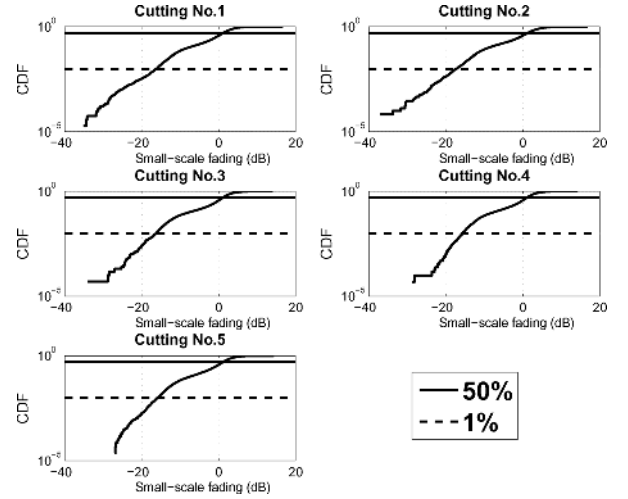 Cutting No.1
CDF
10^0
10^-5
-40 -20 0 20
Small-scale fading (dB)
Cutting No.2
CDF
10^0
10^-5
-40 -20 0 20
Small-scale fading (dB)
Cutting No.3
CDF
10^0
10^-5
-40 -20 0 20
Small-scale fading (dB)
Cutting No.4
CDF
10^0
10^-5
-40 -20 0 20
Small-scale fading (dB)
Cutting No.5
CDF
10^0
10^-5
-40 -20 0 20
Small-scale fading (dB)
50%
1%